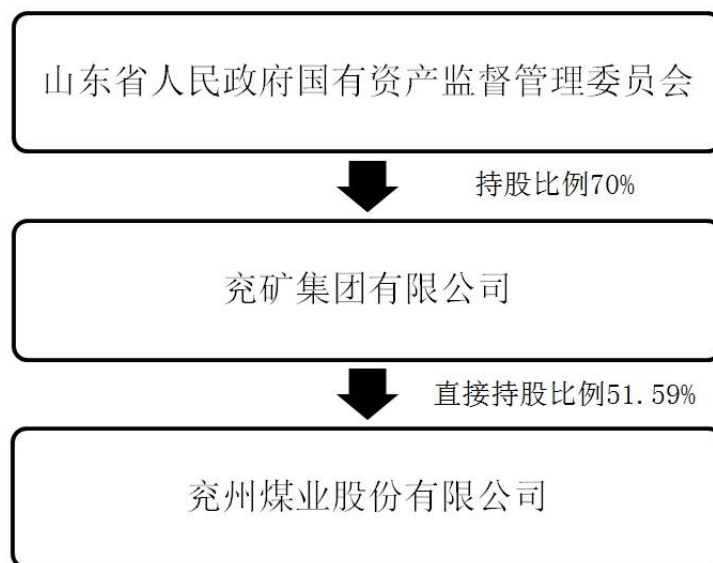 山东省人民政府国有资产监督管理委员会
持股比例70%
兖矿集团有限公司
直接持股比例51.59%
兖州煤业股份有限公司